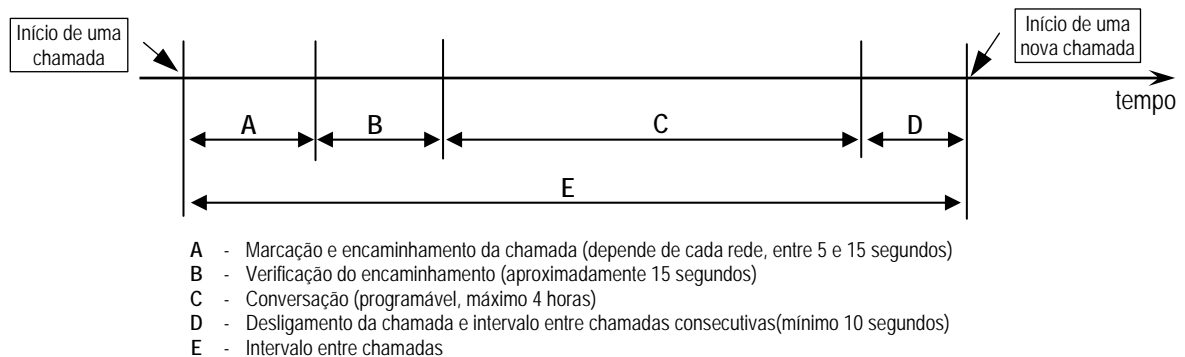 Início de uma
chamada
Início de uma
nova chamada
tempo
A
B
C
D
E
A - Marcação e encaminhamento da chamada (depende de cada rede, entre 5 e 15 segundos)
B - Verificação do encaminhamento (aproximadamente 15 segundos)
C - Conversação (programável, máximo 4 horas)
D - Desligamento da chamada e intervalo entre chamadas consecutivas(mínimo 10 segundos)
E - Intervalo entre chamadas